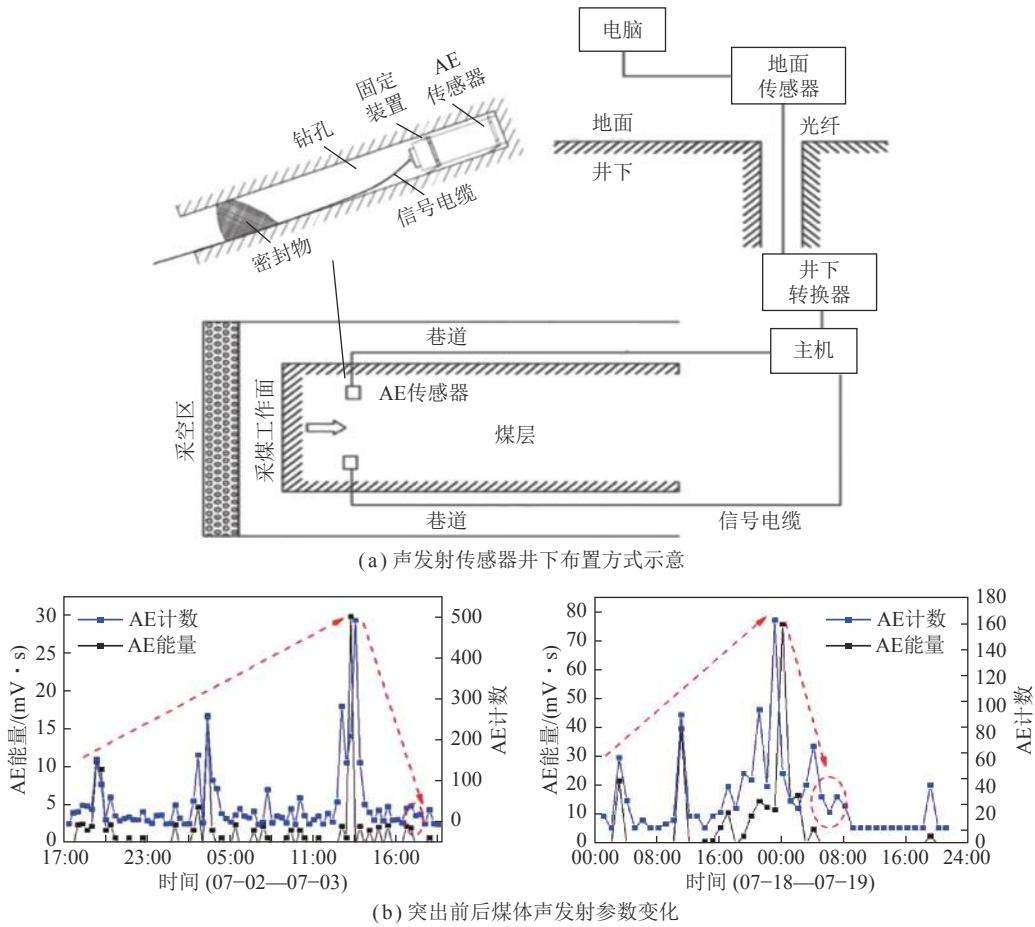 电脑
地面
传感器
AE
传感器
固定
装置
钻孔
信号电缆
密封物
地面
井下
光纤
井下
转换器
主机
巷道
AE传感器
采空区
采煤工作面
煤层
巷道
信号电缆
(a) 声发射传感器井下布置方式示意
AE能量/(mV·s)
30
25
20
15
10
5
0
AE计数
AE能量
500
400
300
200
100
0
AE计数
17:00 23:00 05:00 11:00 16:00
时间 (07-02—07-03)
AE能量/(mV·s)
80
70
60
50
40
30
20
10
0
AE计数
AE能量
180
160
140
120
100
80
60
40
20
0
AE计数
00:00 08:00 16:00 00:00 08:00 16:00 24:00
时间 (07-18—07-19)
(b) 突出前后煤体声发射参数变化